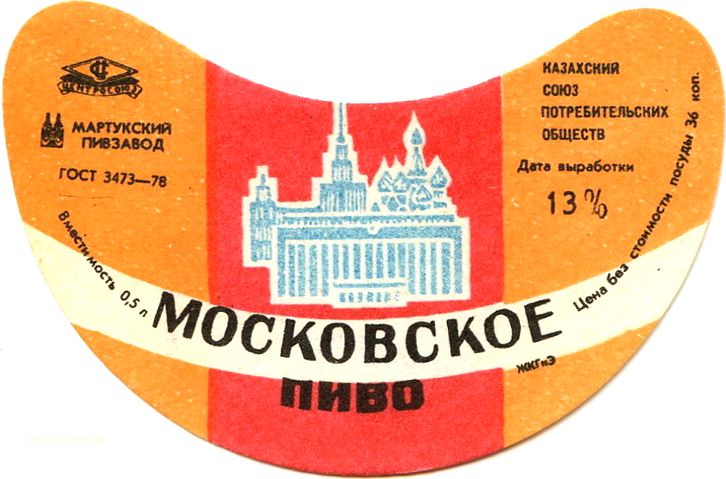 ЦЕНТРОСОЮЗ
МАРТУКСКИЙ
ПИВЗАВОД
ГОСТ 3473—78
Вместимость 0,5 л
КАЗАХСКИЙ
СОЮЗ
ПОТРЕБИТЕЛЬСКИХ
ОБЩЕСТВ
Дата выработки
13%
Цена без стоимости посуды 36 коп.
МОСКОВСКОЕ
ПИВО
ЖКГиЭ